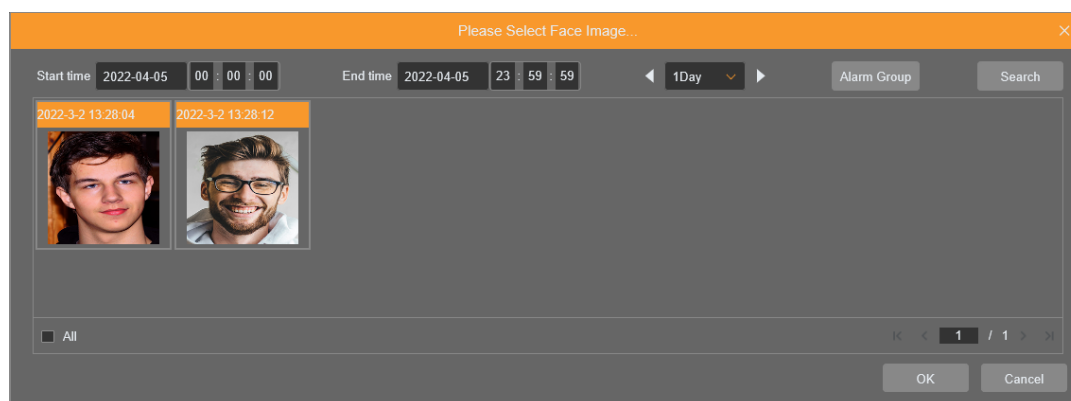 Please Select Face Image...
Start time 2022-04-05 00 : 00 : 00 End time 2022-04-05 23 : 59 : 59 1Day Alarm Group Search
2022-3-2 13:28:04 2022-3-2 13:28:12
All 1 / 1
OK Cancel